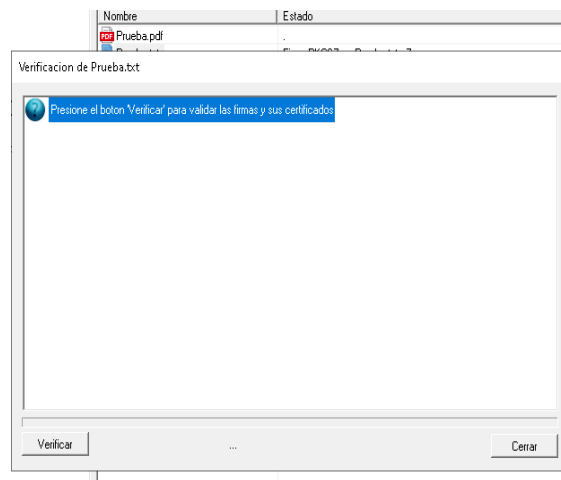 Nombre Estado
PDF Prueba.pdf .
Verificacion de Prueba.txt
Presione el boton 'Verificar' para validar las firmas y sus certificados
Verificar ... Cerrar